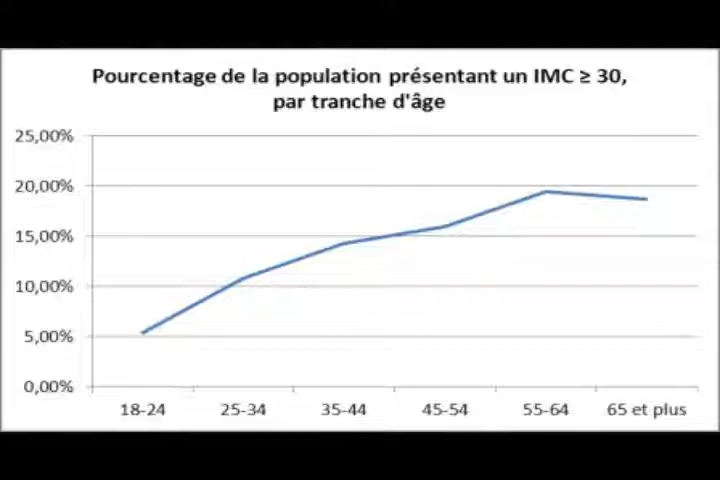 Pourcentage de la population présentant un IMC ≥ 30,
par tranche d'âge
25,00%
20,00%
15,00%
10,00%
5,00%
0,00%
18-24 25-34 35-44 45-54 55-64 65 et plus